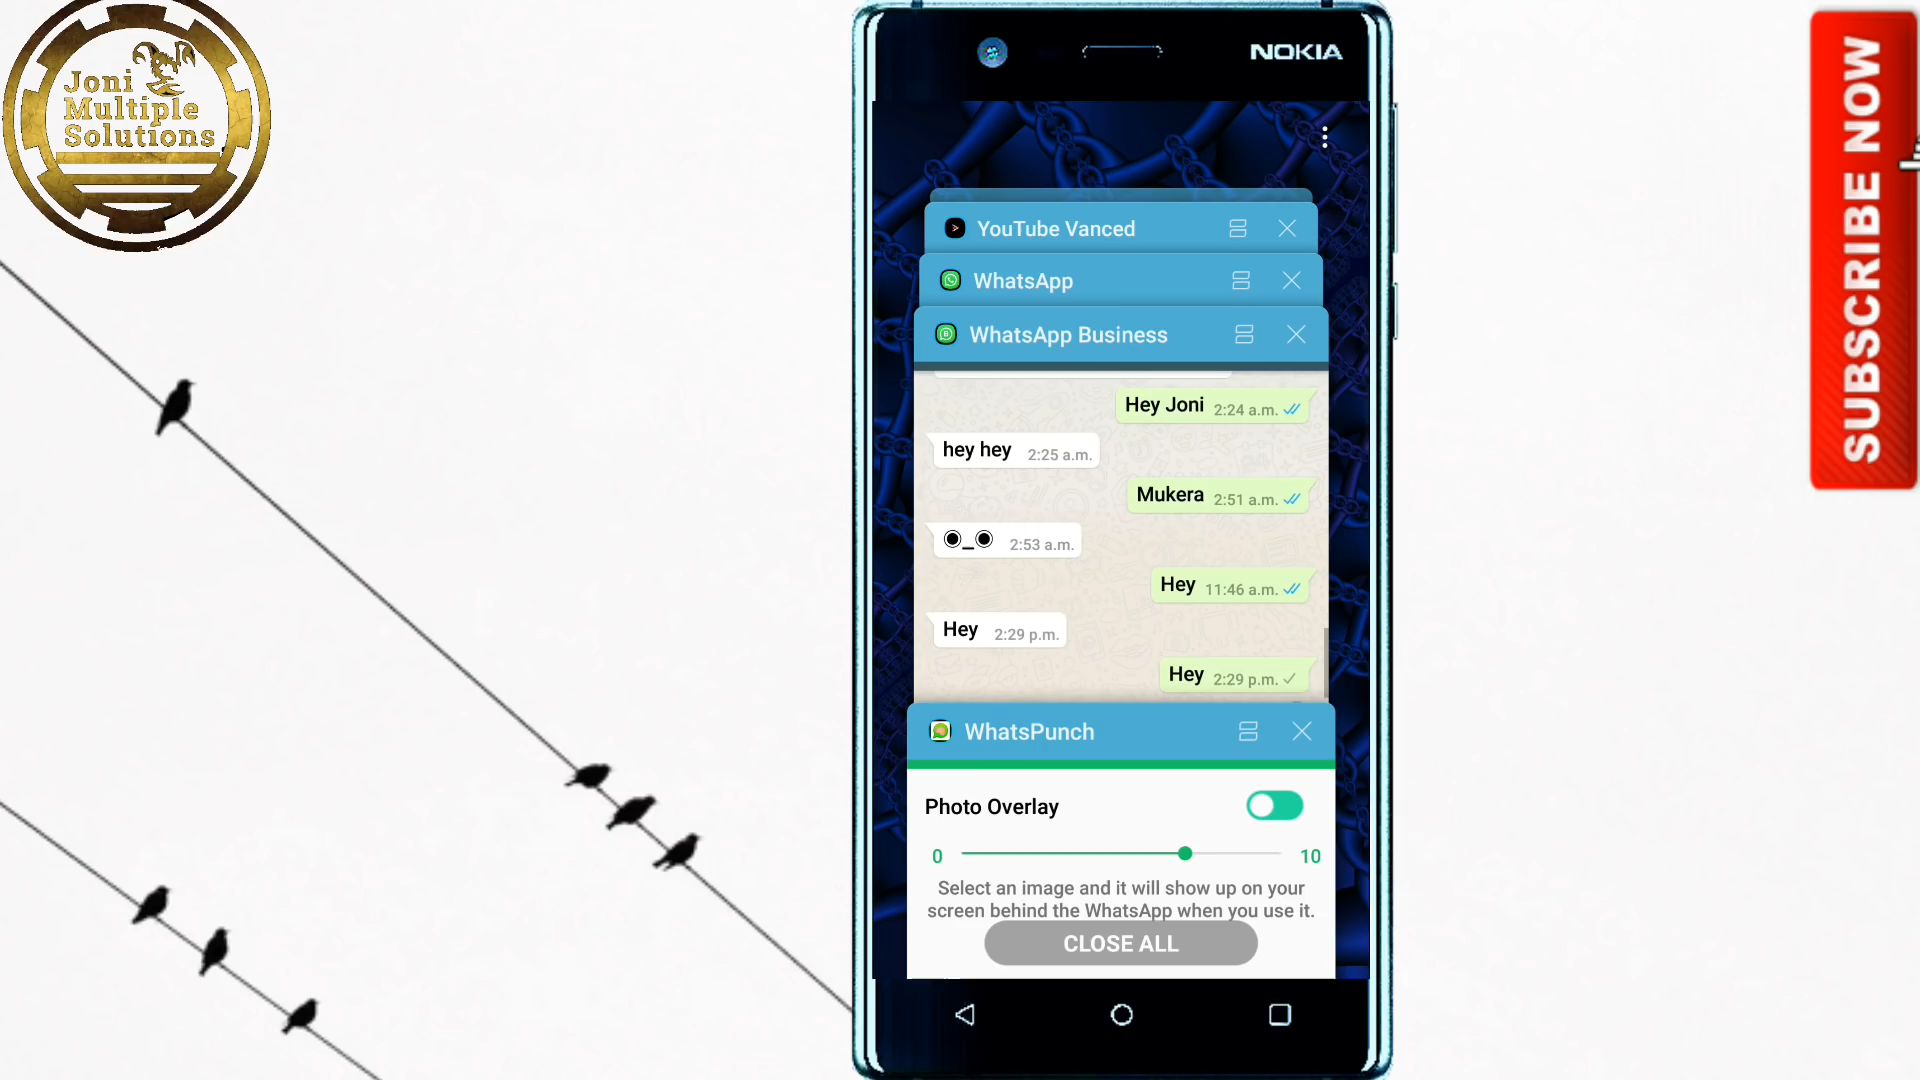 Joni
Multiple
Solutions
NOKIA
SUBSCRIBE NOW
YouTube Vanced
WhatsApp
WhatsApp Business
Hey Joni 2:24 a.m.
hey hey 2:25 a.m.
Mukera 2:51 a.m.
◉_◉ 2:53 a.m.
Hey 11:46 a.m.
Hey 2:29 p.m.
Hey 2:29 p.m.
WhatsPunch
Photo Overlay
0 10
Select an image and it will show up on your
screen behind the WhatsApp when you use it.
CLOSE ALL